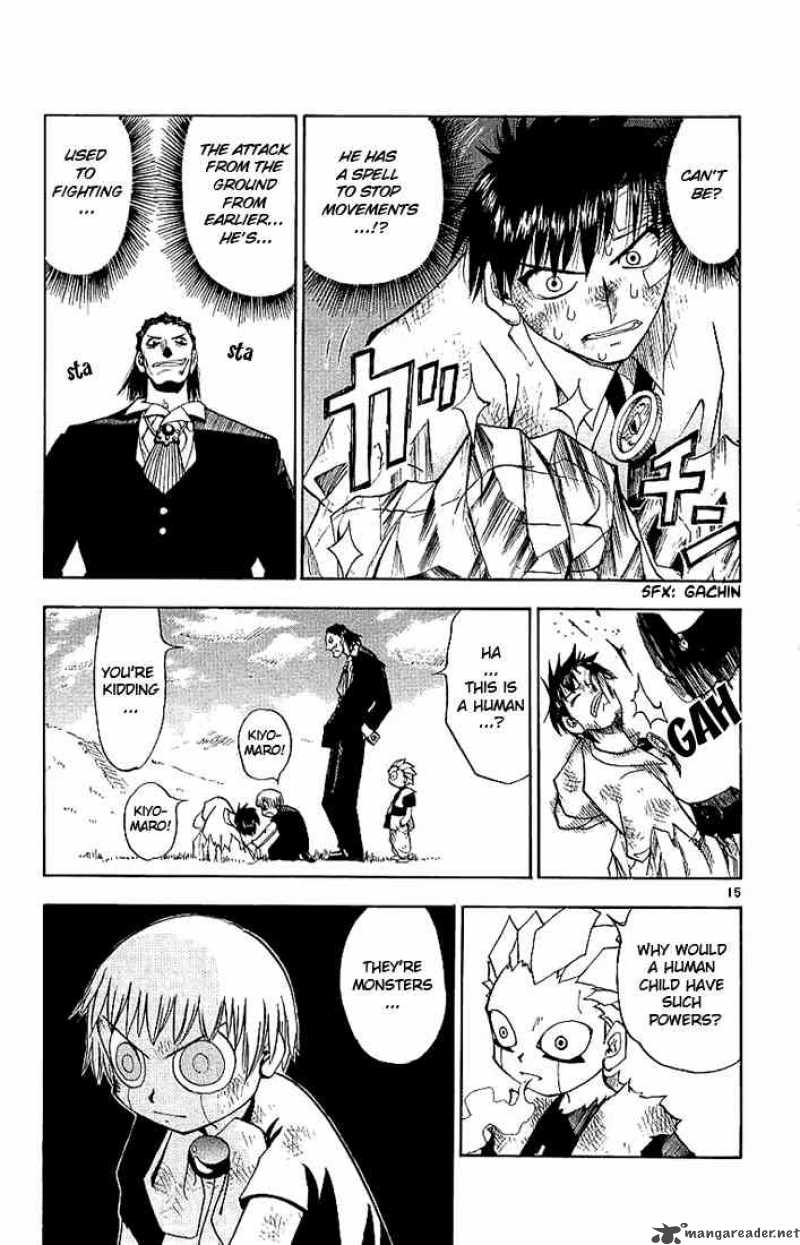 CAN'T
BE?
HE HAS
A SPELL
TO STOP
MOVEMENTS
...!?
ガ
チ
ン
SFX: GACHIN
THE ATTACK
FROM THE
GROUND
FROM
EARLIER...
HE'S...
USED
TO
FIGHTING
...
sta
sta
GAH
HA
...
THIS IS
A HUMAN
...?
YOU'RE
KIDDING
...
KIYO-
MARO!
KIYO-
MARO!
15
WHY WOULD
A HUMAN
CHILD HAVE
SUCH
POWERS?
THEY'RE
MONSTERS
...
mangareader.net